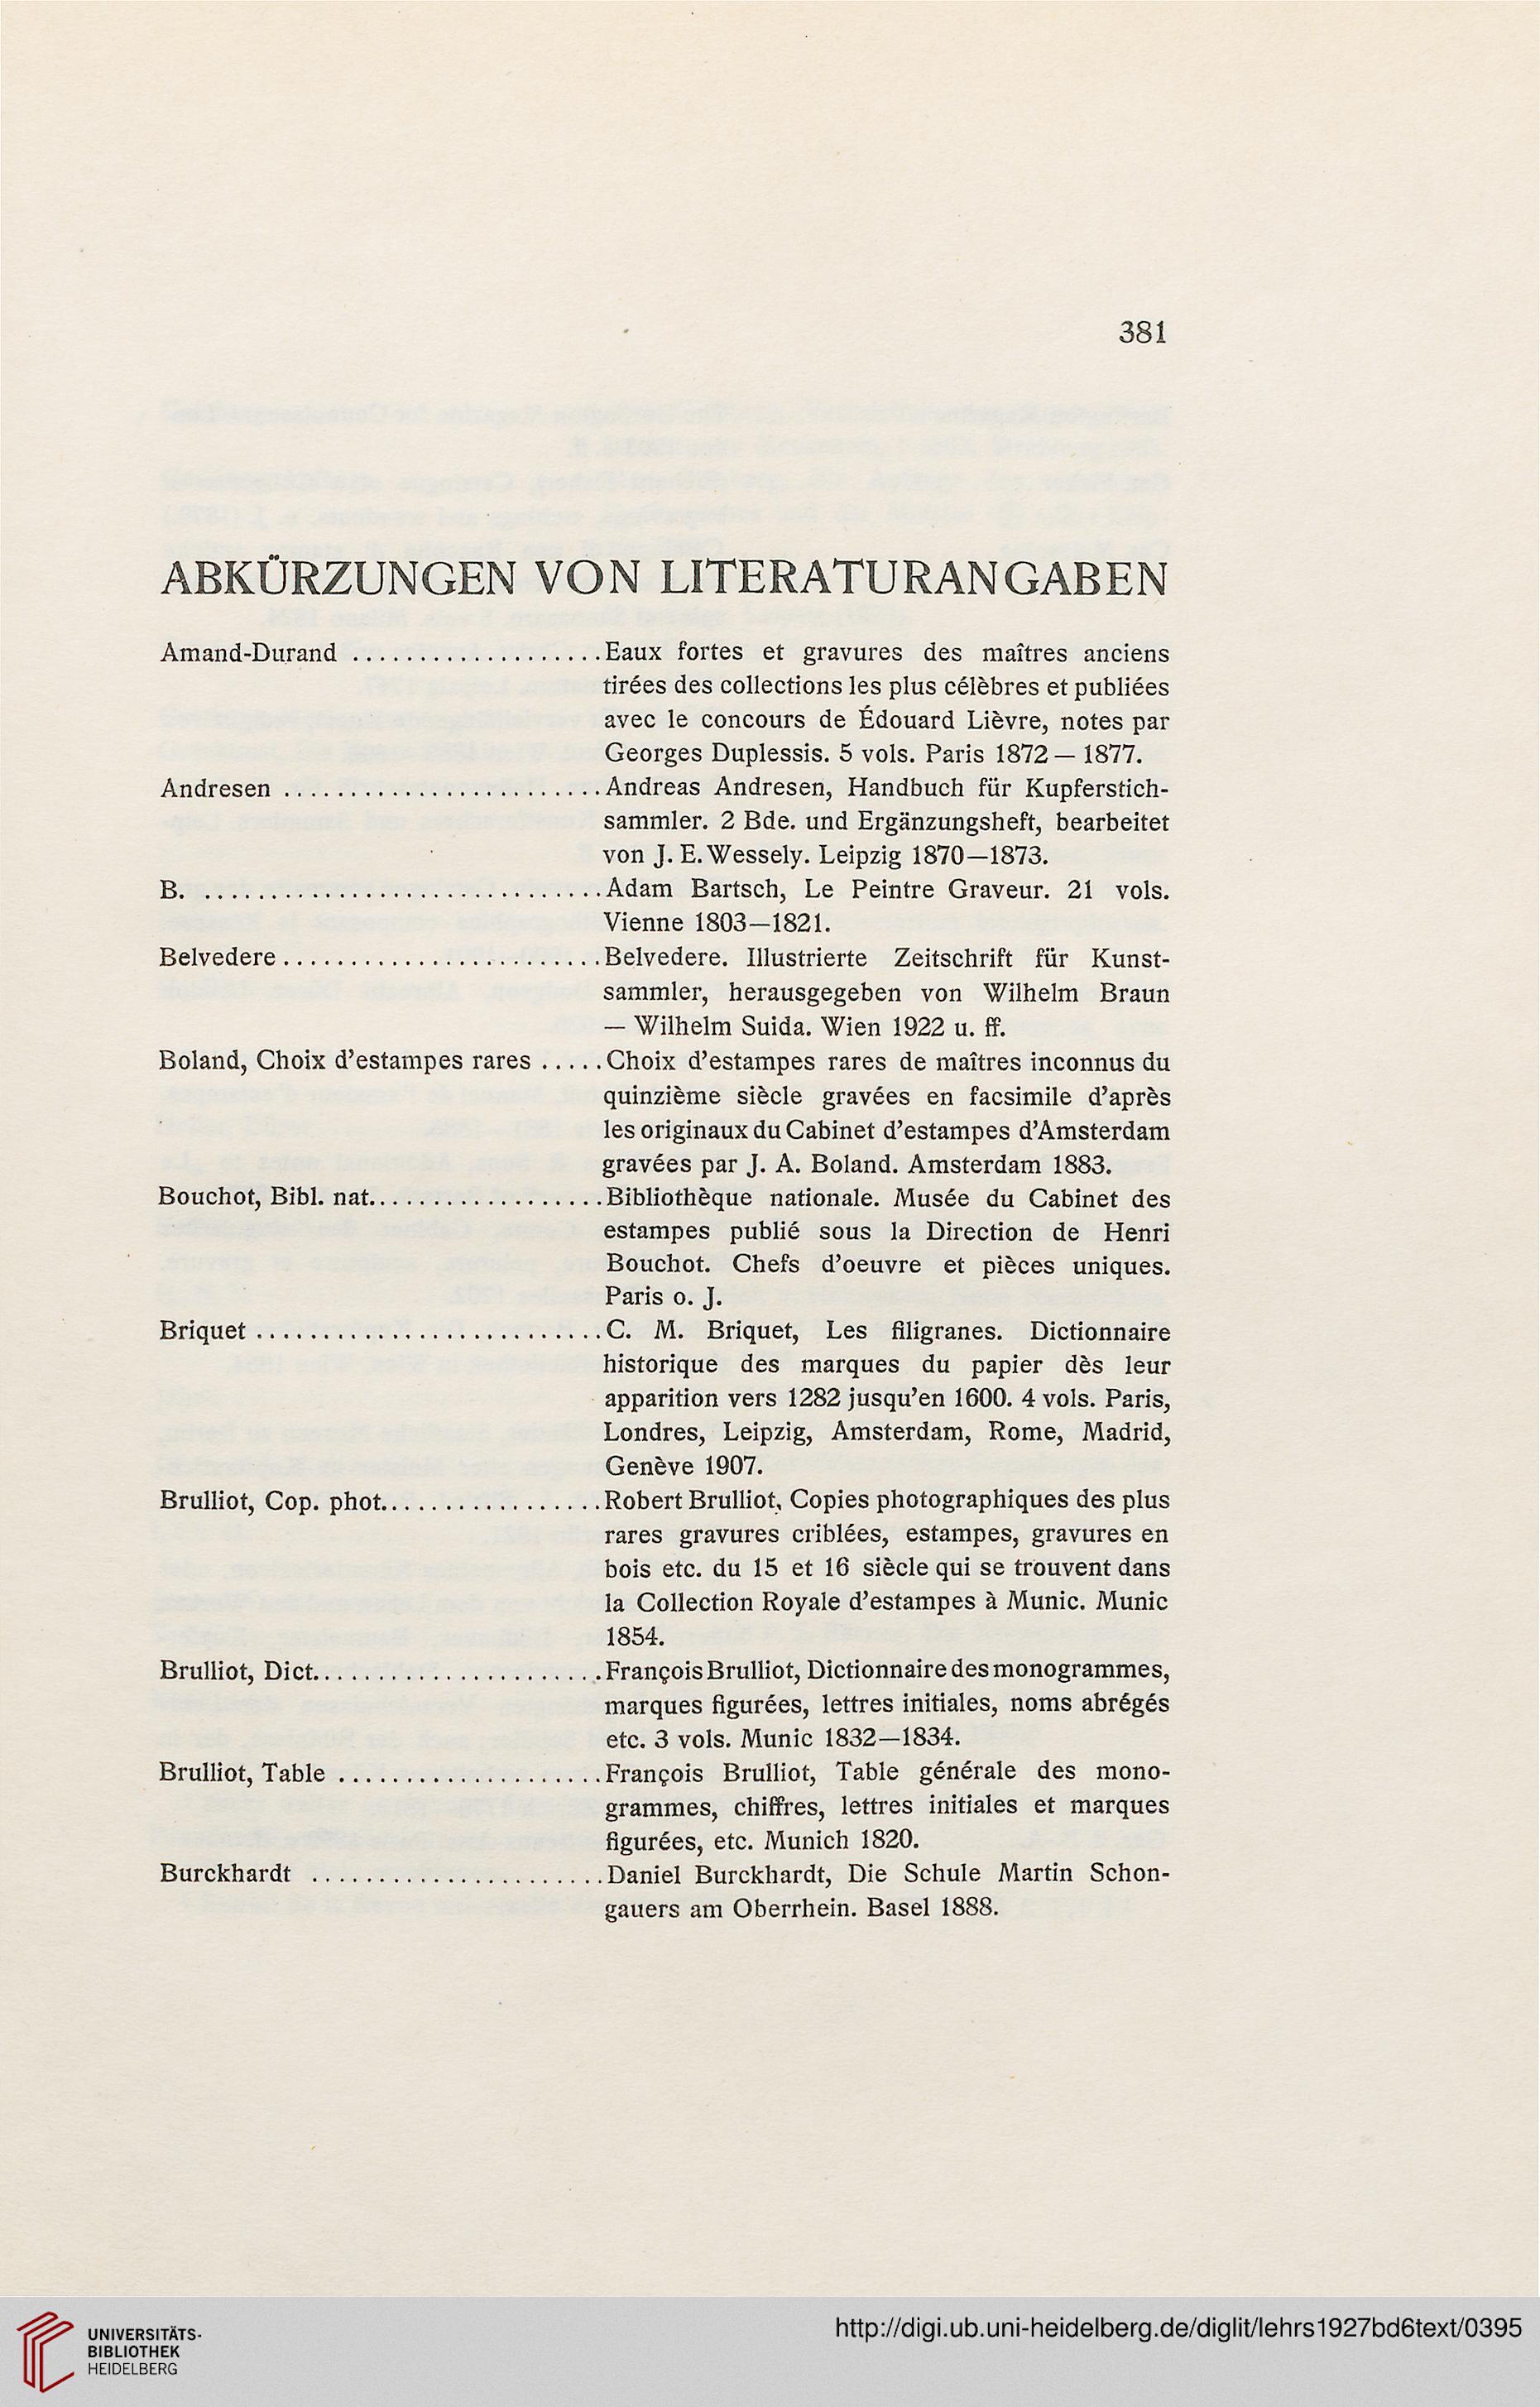 381
ABKÜRZUNGEN VON LITERATURANGABEN
Amand-Durand ...................Eaux fortes et gravures des maîtres anciens
tirées des collections les plus célèbres et publiées
avec le concours de Édouard Lièvre, notes par
Georges Duplessis. 5 vols. Paris 1872 — 1877.
Andresen ........................Andreas Andresen, Handbuch für Kupferstich-
sammler. 2 Bde. und Ergänzungsheft, bearbeitet
von J. E. Wessely. Leipzig 1870—1873.
B. ..............................Adam Bartsch, Le Peintre Graveur. 21 vols.
Vienne 1803—1821.
Belvedere........................Belvedere. Illustrierte Zeitschrift für Kunst-
sammler, herausgegeben von Wilhelm Braun
— Wilhelm Suida. Wien 1922 u. ff.
Boland, Choix d’estampes rares .....Choix d’estampes rares de maîtres inconnus du
quinzième siècle gravées en facsimile d’après
les originaux du Cabinet d’estampes d’Amsterdam
gravées par J. A. Boland. Amsterdam 1883.
Bouchot, Bibl. nat..................Bibliothèque nationale. Musée du Cabinet des
estampes publié sous la Direction de Henri
Bouchot. Chefs d’oeuvre et pièces uniques.
Paris o. J.
Briquet ..........................C. M. Briquet, Les filigranes. Dictionnaire
historique des marques du papier dès leur
apparition vers 1282 jusqu’en 1600. 4 vols. Paris,
Londres, Leipzig, Amsterdam, Rome, Madrid,
Genève 1907.
Brulliot, Cop. phot.................Robert Brulliot, Copies photographiques des plus
rares gravures criblées, estampes, gravures en
bois etc. du 15 et 16 siècle qui se trouvent dans
la Collection Royale d’estampes à Munic. Munic
1854.
Brulliot, Dict......................François Brulliot, Dictionnaire des monogrammes,
marques figurées, lettres initiales, noms abrégés
etc. 3 vols. Munic 1832—1834.
Brulliot, Table ....................François Brulliot, Table générale des mono-
grammes, chiffres, lettres initiales et marques
figurées, etc. Munich 1820.
Burckhardt ......................Daniel Burckhardt, Die Schule Martin Schon-
gauers am Oberrhein. Basel 1888.
UNIVERSITÄTS-
BIBLIOTHEK
HEIDELBERG
http://digi.ub.uni-heidelberg.de/diglit/lehrs1927bd6text/0395